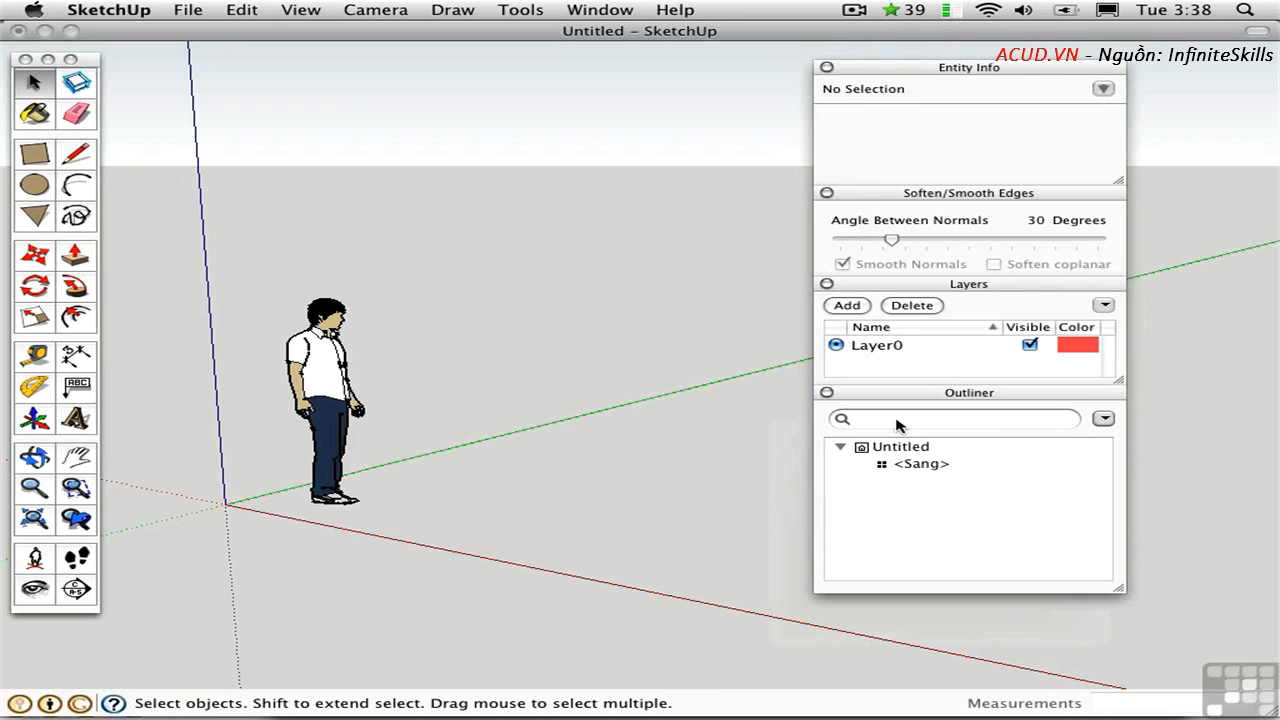 SketchUp File Edit View Camera Draw Tools Window Help 39 Tue 3:38
Untitled – SketchUp
ACUD.VN - Nguồn: InfiniteSkills
Entity Info
No Selection
Soften/Smooth Edges
Angle Between Normals 30 Degrees
Smooth Normals Soften coplanar
Layers
Add Delete
Name Visible Color
Layer0
Outliner
Untitled
<Sang>
ABC
A
C
A-S
Select objects. Shift to extend select. Drag mouse to select multiple.
Measurements